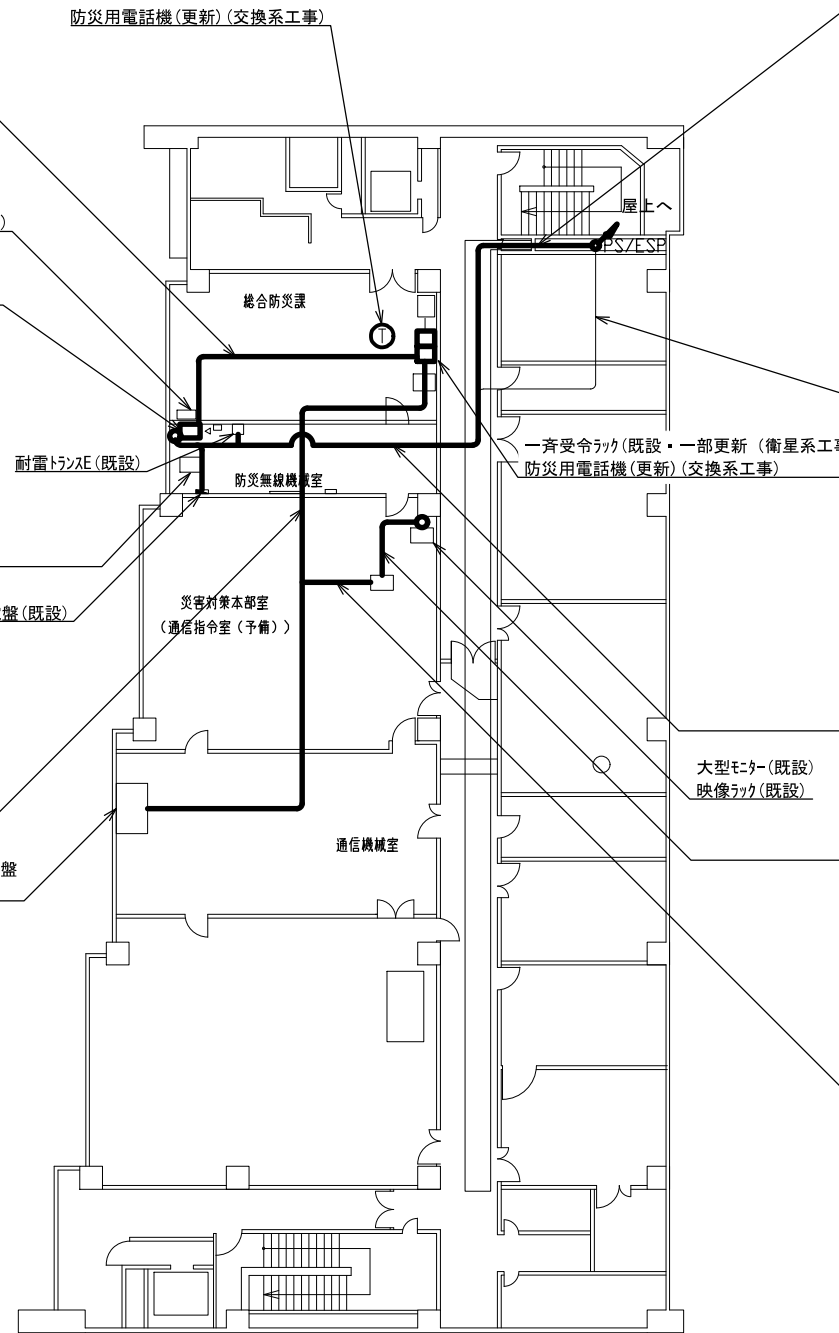 防災用電話機(更新)(交換系工事)
)
屋上へ
PS/ESP
総合防災課
T
一斉受令ラック(既設・一部更新(衛星系工事
防災用電話機(更新)(交換系工事)
耐雷トランスE(既設)
防災無線機械室
災害対策本部室
(通信指令室(予備))
盤(既設)
大型モニター(既設)
映像ラック(既設)
通信機械室
盤